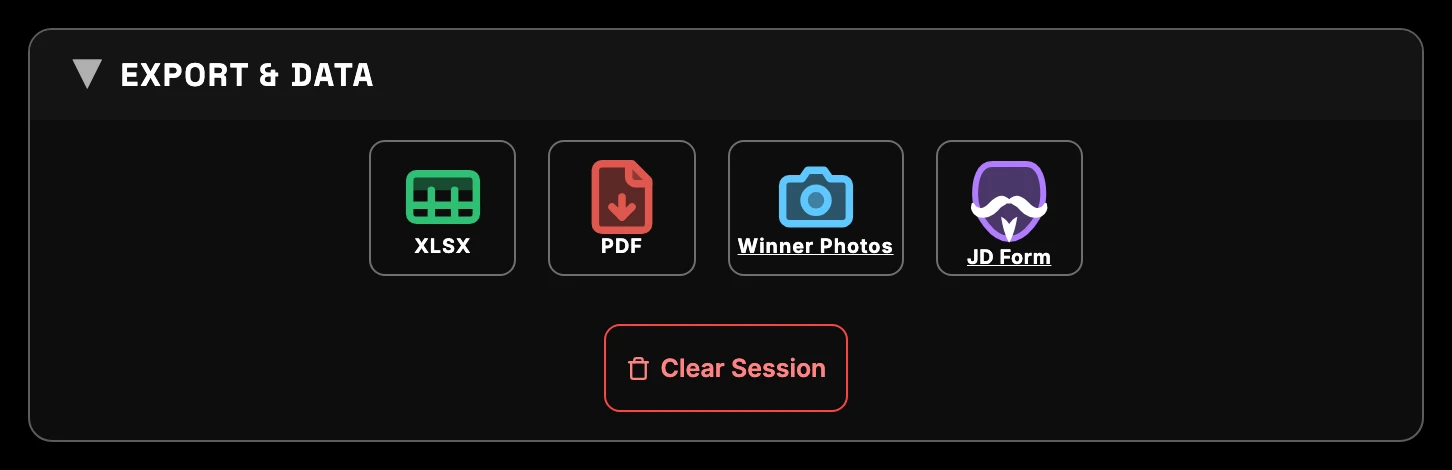 EXPORT & DATA
XLSX
PDF
Winner Photos
JD Form
Clear Session